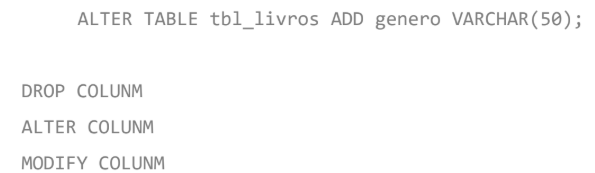 ALTER TABLE tbl_livros ADD genero VARCHAR(50);
DROP COLUNM
ALTER COLUNM
MODIFY COLUNM